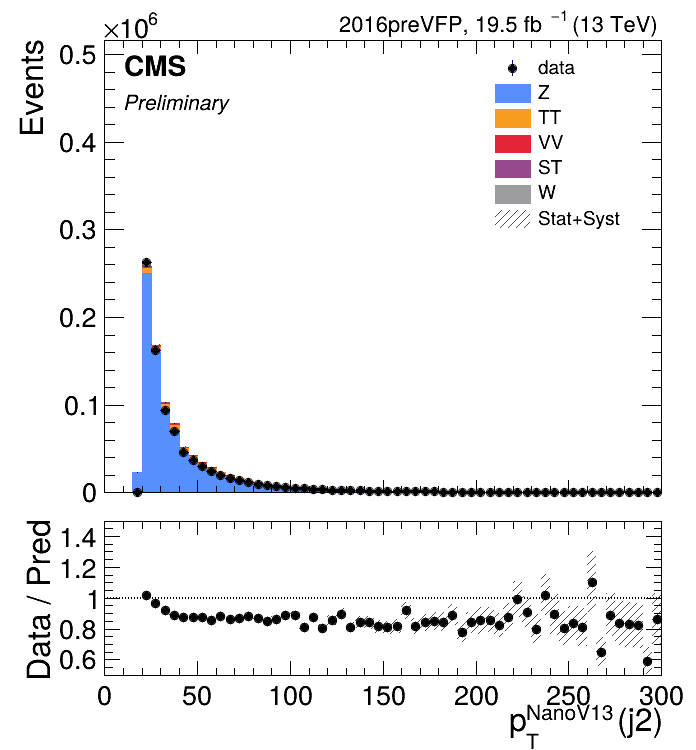 ×10^6
2016preVFP, 19.5 fb ^−1 (13 TeV)
CMS
Preliminary
Events
data
Z
TT
VV
ST
W
Stat+Syst
0.5
0.4
0.3
0.2
0.1
0
Data / Pred
1.4
1.2
1
0.8
0.6
0 50 100 150 200 250 300
p_T^NanoV13 (j2)